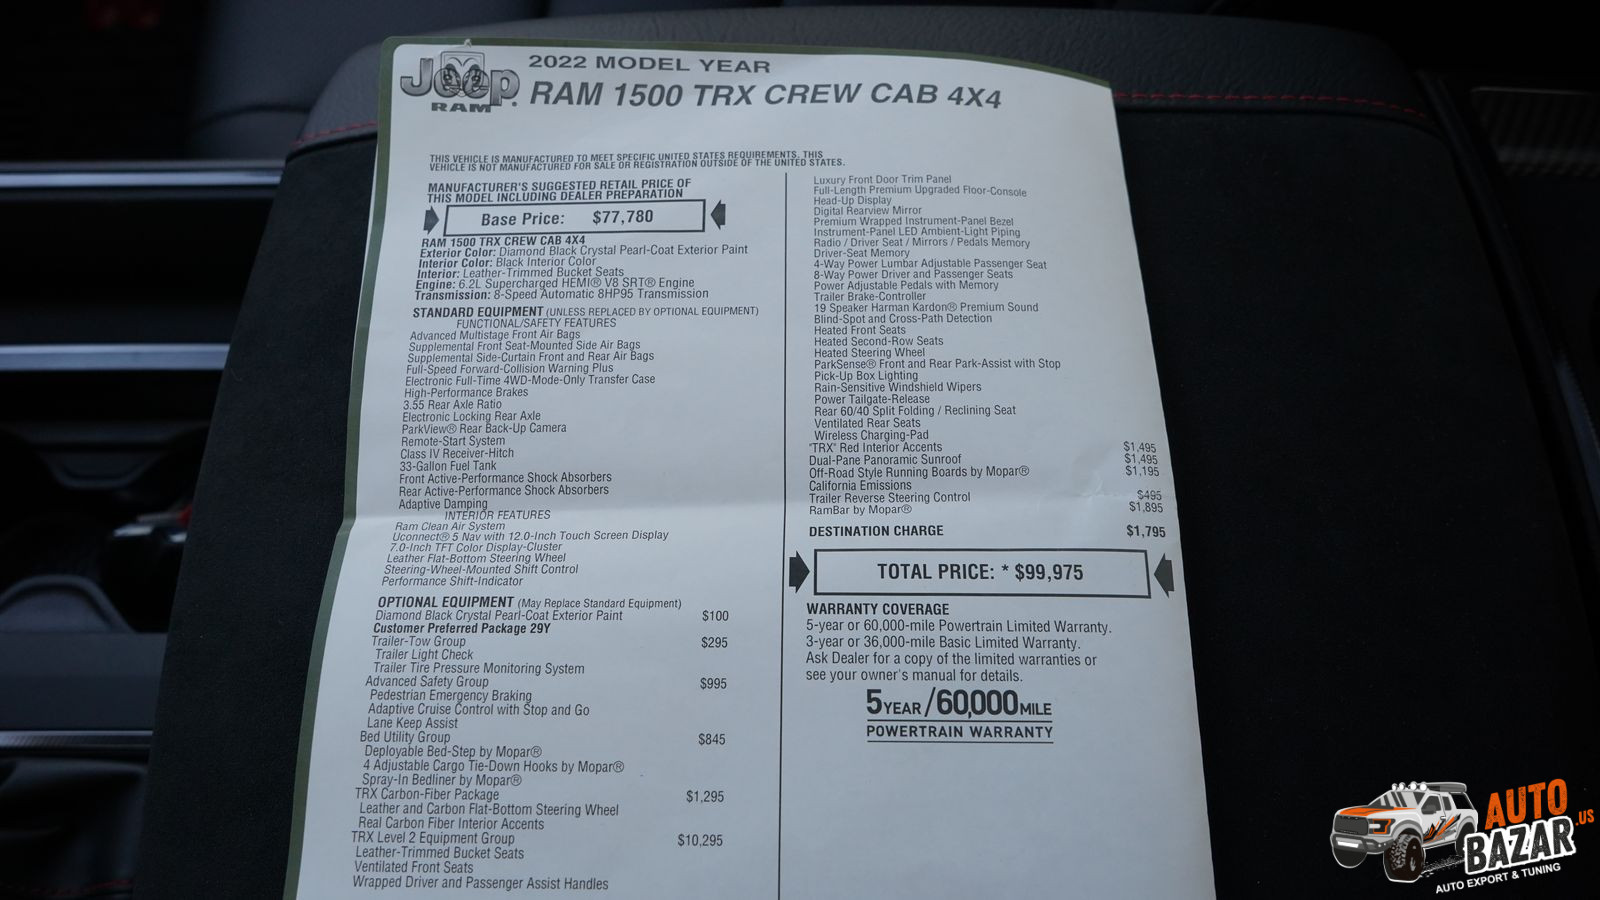 Jeep
RAM
2022 MODEL YEAR
RAM 1500 TRX CREW CAB 4X4
THIS VEHICLE IS MANUFACTURED TO MEET SPECIFIC UNITED STATES REQUIREMENTS. THIS
VEHICLE IS NOT MANUFACTURED FOR SALE OR REGISTRATION OUTSIDE OF THE UNITED STATES.
MANUFACTURER'S SUGGESTED RETAIL PRICE OF
THIS MODEL INCLUDING DEALER PREPARATION
Base Price: $77,780
RAM 1500 TRX CREW CAB 4X4
Exterior Color: Diamond Black Crystal Pearl-Coat Exterior Paint
Interior Color: Black Interior Color
Interior: Leather-Trimmed Bucket Seats
Engine: 6.2L Supercharged HEMI® V8 SRT® Engine
Transmission: 8-Speed Automatic 8HP95 Transmission
STANDARD EQUIPMENT (UNLESS REPLACED BY OPTIONAL EQUIPMENT)
FUNCTIONAL/SAFETY FEATURES
Advanced Multistage Front Air Bags
Supplemental Front Seat-Mounted Side Air Bags
Supplemental Side-Curtain Front and Rear Air Bags
Full-Speed Forward-Collision Warning Plus
Electronic Full-Time 4WD-Mode-Only Transfer Case
High-Performance Brakes
3.55 Rear Axle Ratio
Electronic Locking Rear Axle
ParkView® Rear Back-Up Camera
Remote-Start System
Class IV Receiver-Hitch
33-Gallon Fuel Tank
Front Active-Performance Shock Absorbers
Rear Active-Performance Shock Absorbers
Adaptive Damping
INTERIOR FEATURES
Ram Clean Air System
Uconnect® 5 Nav with 12.0-Inch Touch Screen Display
7.0-Inch TFT Color Display-Cluster
Leather Flat-Bottom Steering Wheel
Steering-Wheel-Mounted Shift Control
Performance Shift-Indicator
OPTIONAL EQUIPMENT (May Replace Standard Equipment)
Diamond Black Crystal Pearl-Coat Exterior Paint $100
Customer Preferred Package 29Y
Trailer-Tow Group $295
Trailer Light Check
Trailer Tire Pressure Monitoring System
Advanced Safety Group $995
Pedestrian Emergency Braking
Adaptive Cruise Control with Stop and Go
Lane Keep Assist
Bed Utility Group $845
Deployable Bed-Step by Mopar®
4 Adjustable Cargo Tie-Down Hooks by Mopar®
Spray-In Bedliner by Mopar®
TRX Carbon-Fiber Package $1,295
Leather and Carbon Flat-Bottom Steering Wheel
Real Carbon Fiber Interior Accents
TRX Level 2 Equipment Group $10,295
Leather-Trimmed Bucket Seats
Ventilated Front Seats
Wrapped Driver and Passenger Assist Handles
Luxury Front Door Trim Panel
Full-Length Premium Upgraded Floor-Console
Head-Up Display
Digital Rearview Mirror
Premium Wrapped Instrument-Panel Bezel
Instrument-Panel LED Ambient-Light Piping
Radio / Driver Seat / Mirrors / Pedals Memory
Driver-Seat Memory
4-Way Power Lumbar Adjustable Passenger Seat
8-Way Power Driver and Passenger Seats
Power Adjustable Pedals with Memory
Trailer Brake-Controller
19 Speaker Harman Kardon® Premium Sound
Blind-Spot and Cross-Path Detection
Heated Front Seats
Heated Second-Row Seats
Heated Steering Wheel
ParkSense® Front and Rear Park-Assist with Stop
Pick-Up Box Lighting
Rain-Sensitive Windshield Wipers
Power Tailgate-Release
Rear 60/40 Split Folding / Reclining Seat
Ventilated Rear Seats
Wireless Charging-Pad
"TRX" Red Interior Accents $1,495
Dual-Pane Panoramic Sunroof $1,495
Off-Road Style Running Boards by Mopar® $1,195
California Emissions
Trailer Reverse Steering Control $495
RamBar by Mopar® $1,895
DESTINATION CHARGE $1,795
TOTAL PRICE: * $99,975
WARRANTY COVERAGE
5-year or 60,000-mile Powertrain Limited Warranty.
3-year or 36,000-mile Basic Limited Warranty.
Ask Dealer for a copy of the limited warranties or
see your owner's manual for details.
5 YEAR / 60,000 MILE
POWERTRAIN WARRANTY
AUTO
BAZAR.us
AUTO EXPORT & TUNING